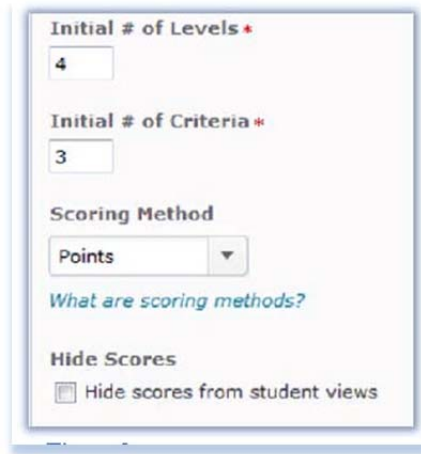 Initial # of Levels *
4
Initial # of Criteria *
3
Scoring Method
Points
What are scoring methods?
Hide Scores
Hide scores from student views